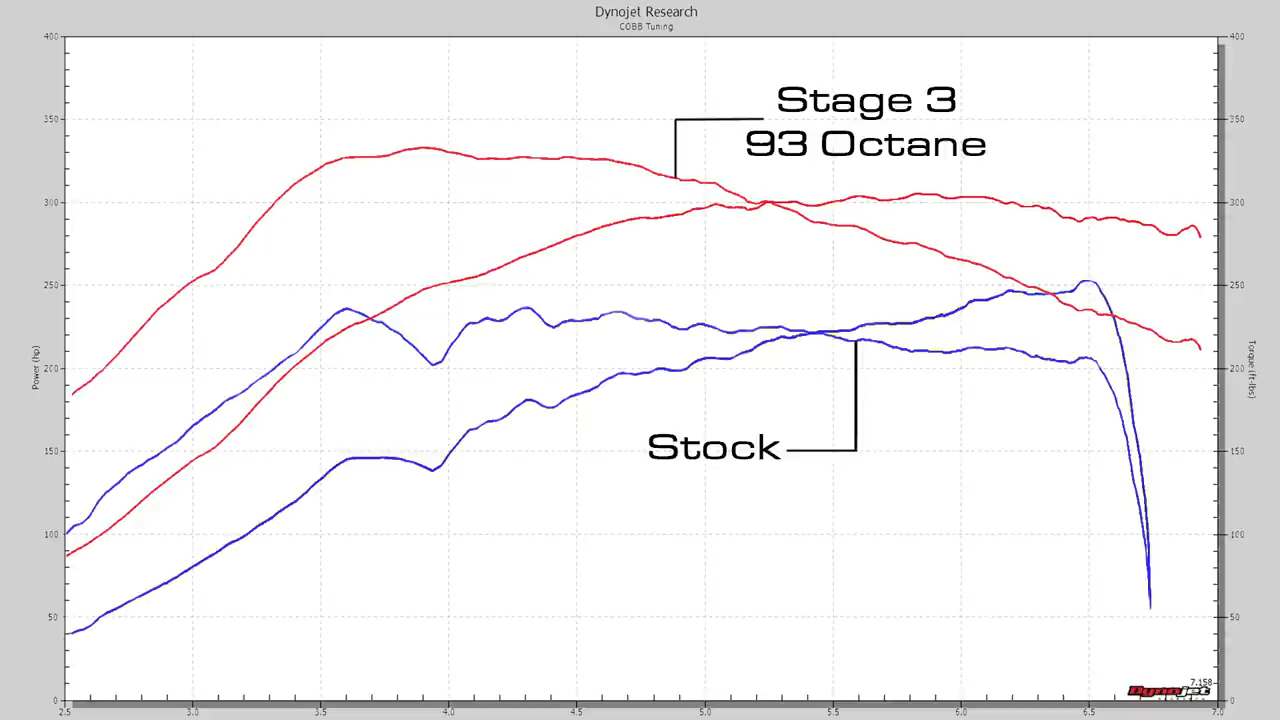 Dynojet Research
COBB Tuning
400
350
300
250
200
150
100
50
0
Power (hp)
Stage 3
93 Octane
Stock
400
350
300
250
200
150
100
50
0
Torque (ft-lbs)
7.158
Dynojet
2.5 3.0 3.5 4.0 4.5 5.0 5.5 6.0 6.5 7.0